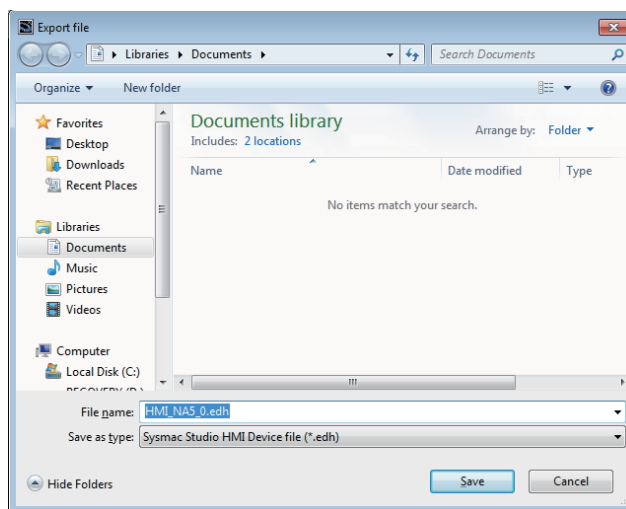 Export file
Libraries Documents
Search Documents
Organize New folder
Favorites
Desktop
Downloads
Recent Places
Libraries
Documents
Music
Pictures
Videos
Computer
Local Disk (C:)
Documents library
Includes: 2 locations
Arrange by: Folder
Name Date modified Type
No items match your search.
File name: HMI_NA5_0.edh
Save as type: Sysmac Studio HMI Device file (*.edh)
Hide Folders
Save Cancel